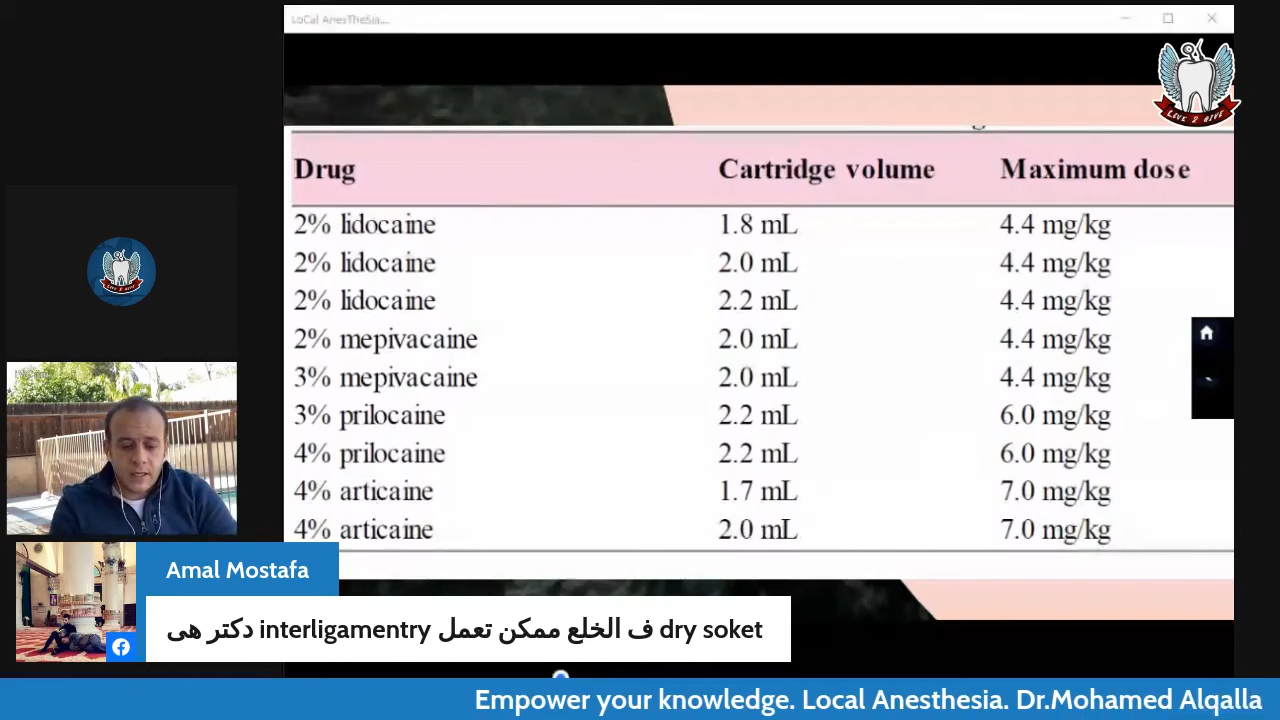 LoCal AnesTheSia...
LOVE 2 GIVE
Drug Cartridge volume Maximum dose
2% lidocaine 1.8 mL 4.4 mg/kg
2% lidocaine 2.0 mL 4.4 mg/kg
2% lidocaine 2.2 mL 4.4 mg/kg
2% mepivacaine 2.0 mL 4.4 mg/kg
3% mepivacaine 2.0 mL 4.4 mg/kg
3% prilocaine 2.2 mL 6.0 mg/kg
4% prilocaine 2.2 mL 6.0 mg/kg
4% articaine 1.7 mL 7.0 mg/kg
4% articaine 2.0 mL 7.0 mg/kg
Amal Mostafa
دكتر هى interligamentry ف الخلع ممكن تعمل dry soket
Empower your knowledge. Local Anesthesia. Dr.Mohamed Alqalla